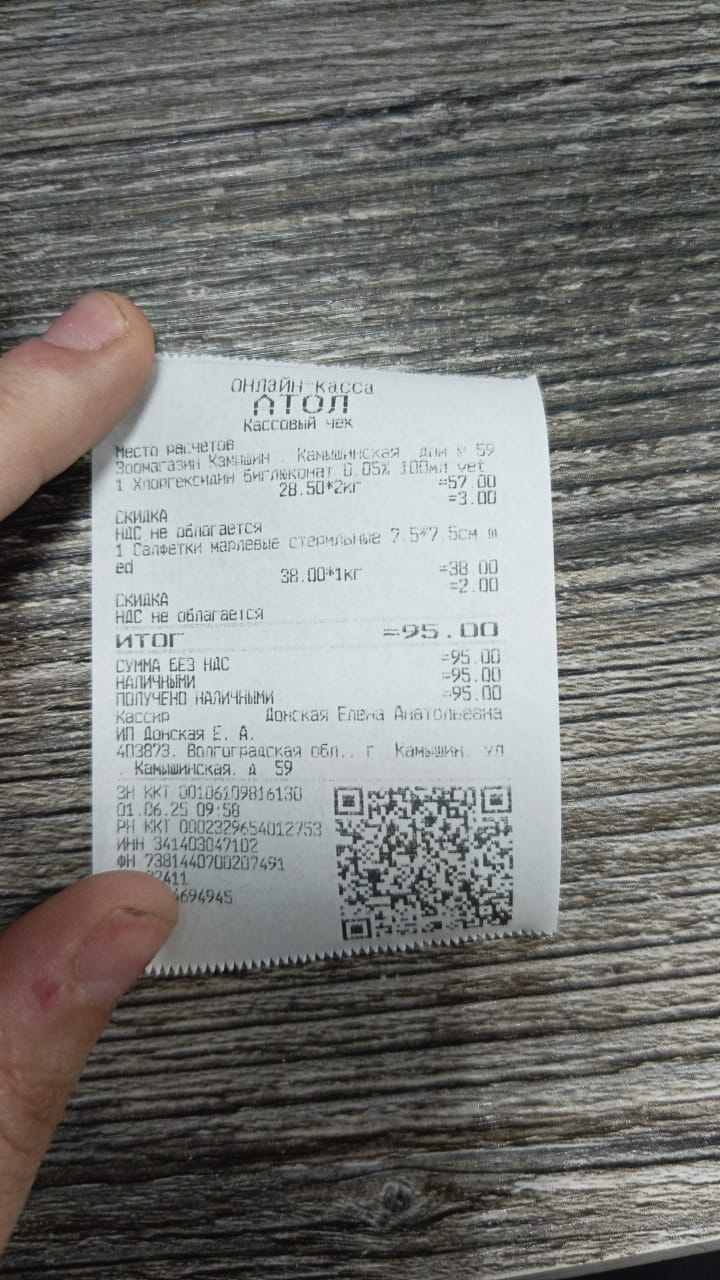 ОНЛАЙН-касса
АТОЛ
Кассовый чек
Место расчетов
Зоомагазин Камышин . Камышинская, дом № 59
1 Хлоргексидин биглюконат 0.05% 100мл vet
28.50*2кг =57.00
=3.00
СКИДКА
НДС не облагается
1 Салфетки марлевые стерильные 7.5*7.5см m
ed
38.00*1кг =38.00
=2.00
СКИДКА
НДС не облагается
ИТОГ =95.00
СУММА БЕЗ НДС =95.00
НАЛИЧНЫМИ =95.00
ПОЛУЧЕНО НАЛИЧНЫМИ =95.00
Кассир Донская Елена Анатольевна
ИП Донская Е. А.
403873, Волгоградская обл., г Камышин, ул
. Камышинская, д 59
ЗН ККТ 00106109816130
01.06.25 09:58
РН ККТ 0002329654012753
ИНН 341403047102
ФН 7381440700207491
4694945